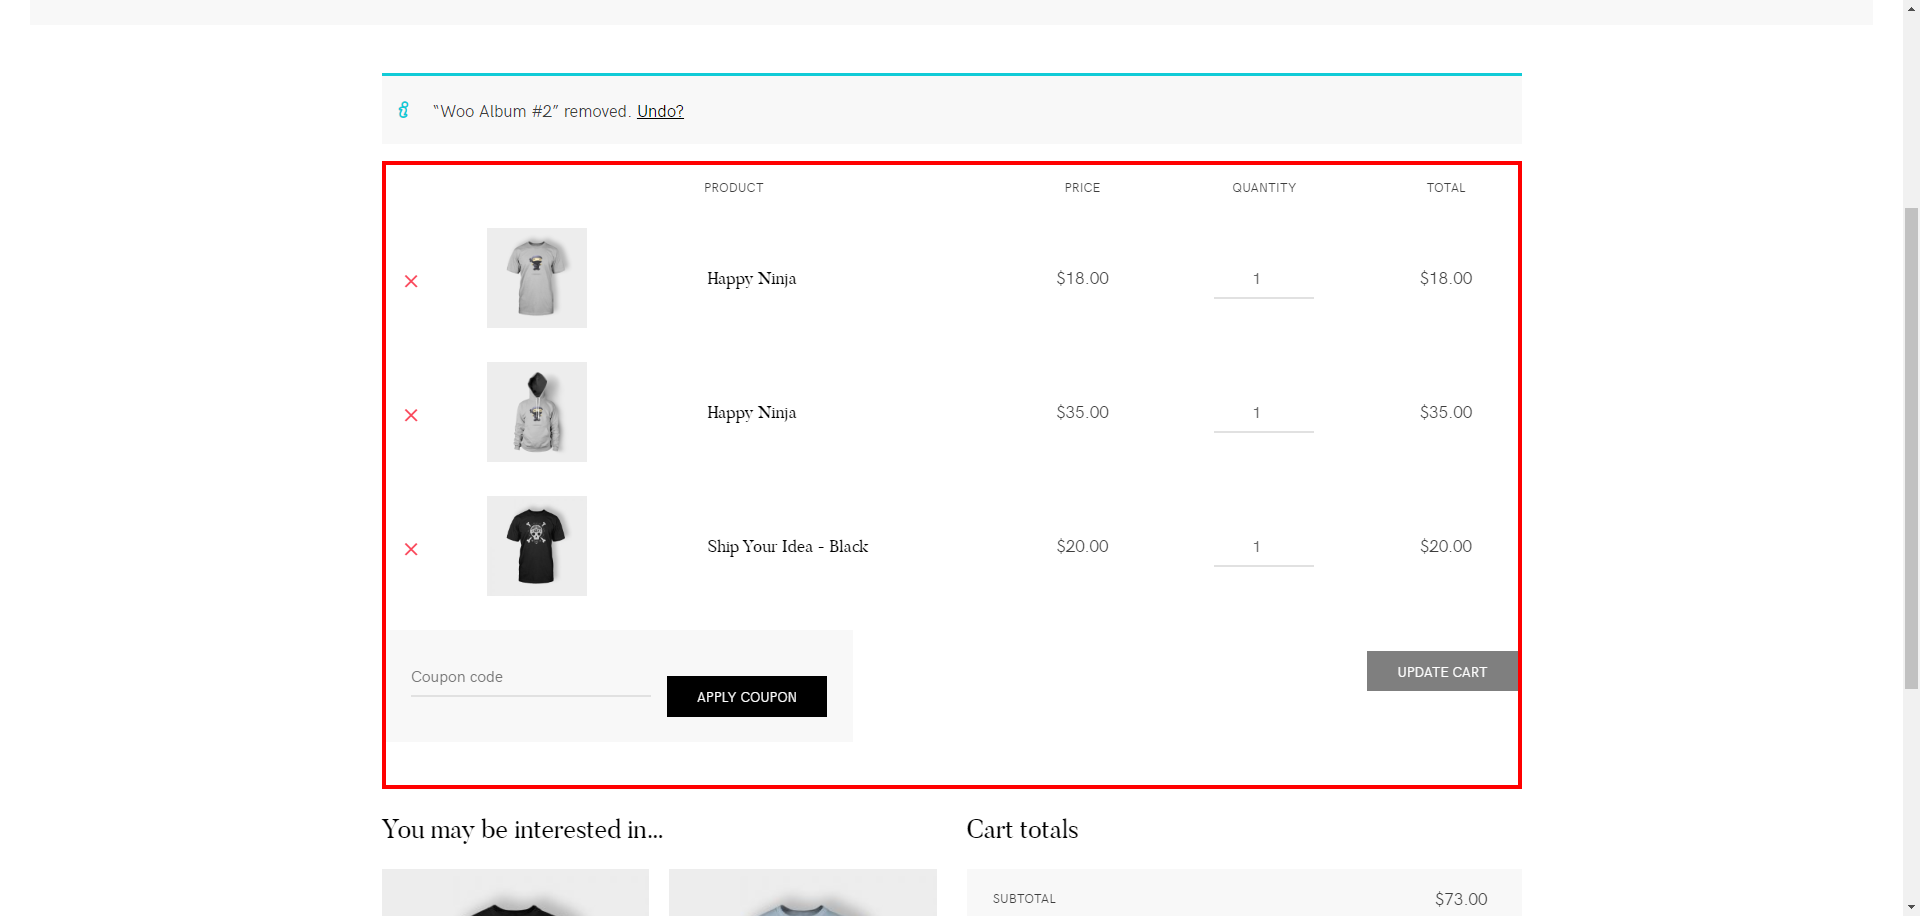 “Woo Album #2” removed. Undo?
PRODUCT PRICE QUANTITY TOTAL
Happy Ninja $18.00 1 $18.00
Happy Ninja $35.00 1 $35.00
Ship Your Idea - Black $20.00 1 $20.00
Coupon code
APPLY COUPON
UPDATE CART
You may be interested in...
Cart totals
SUBTOTAL $73.00